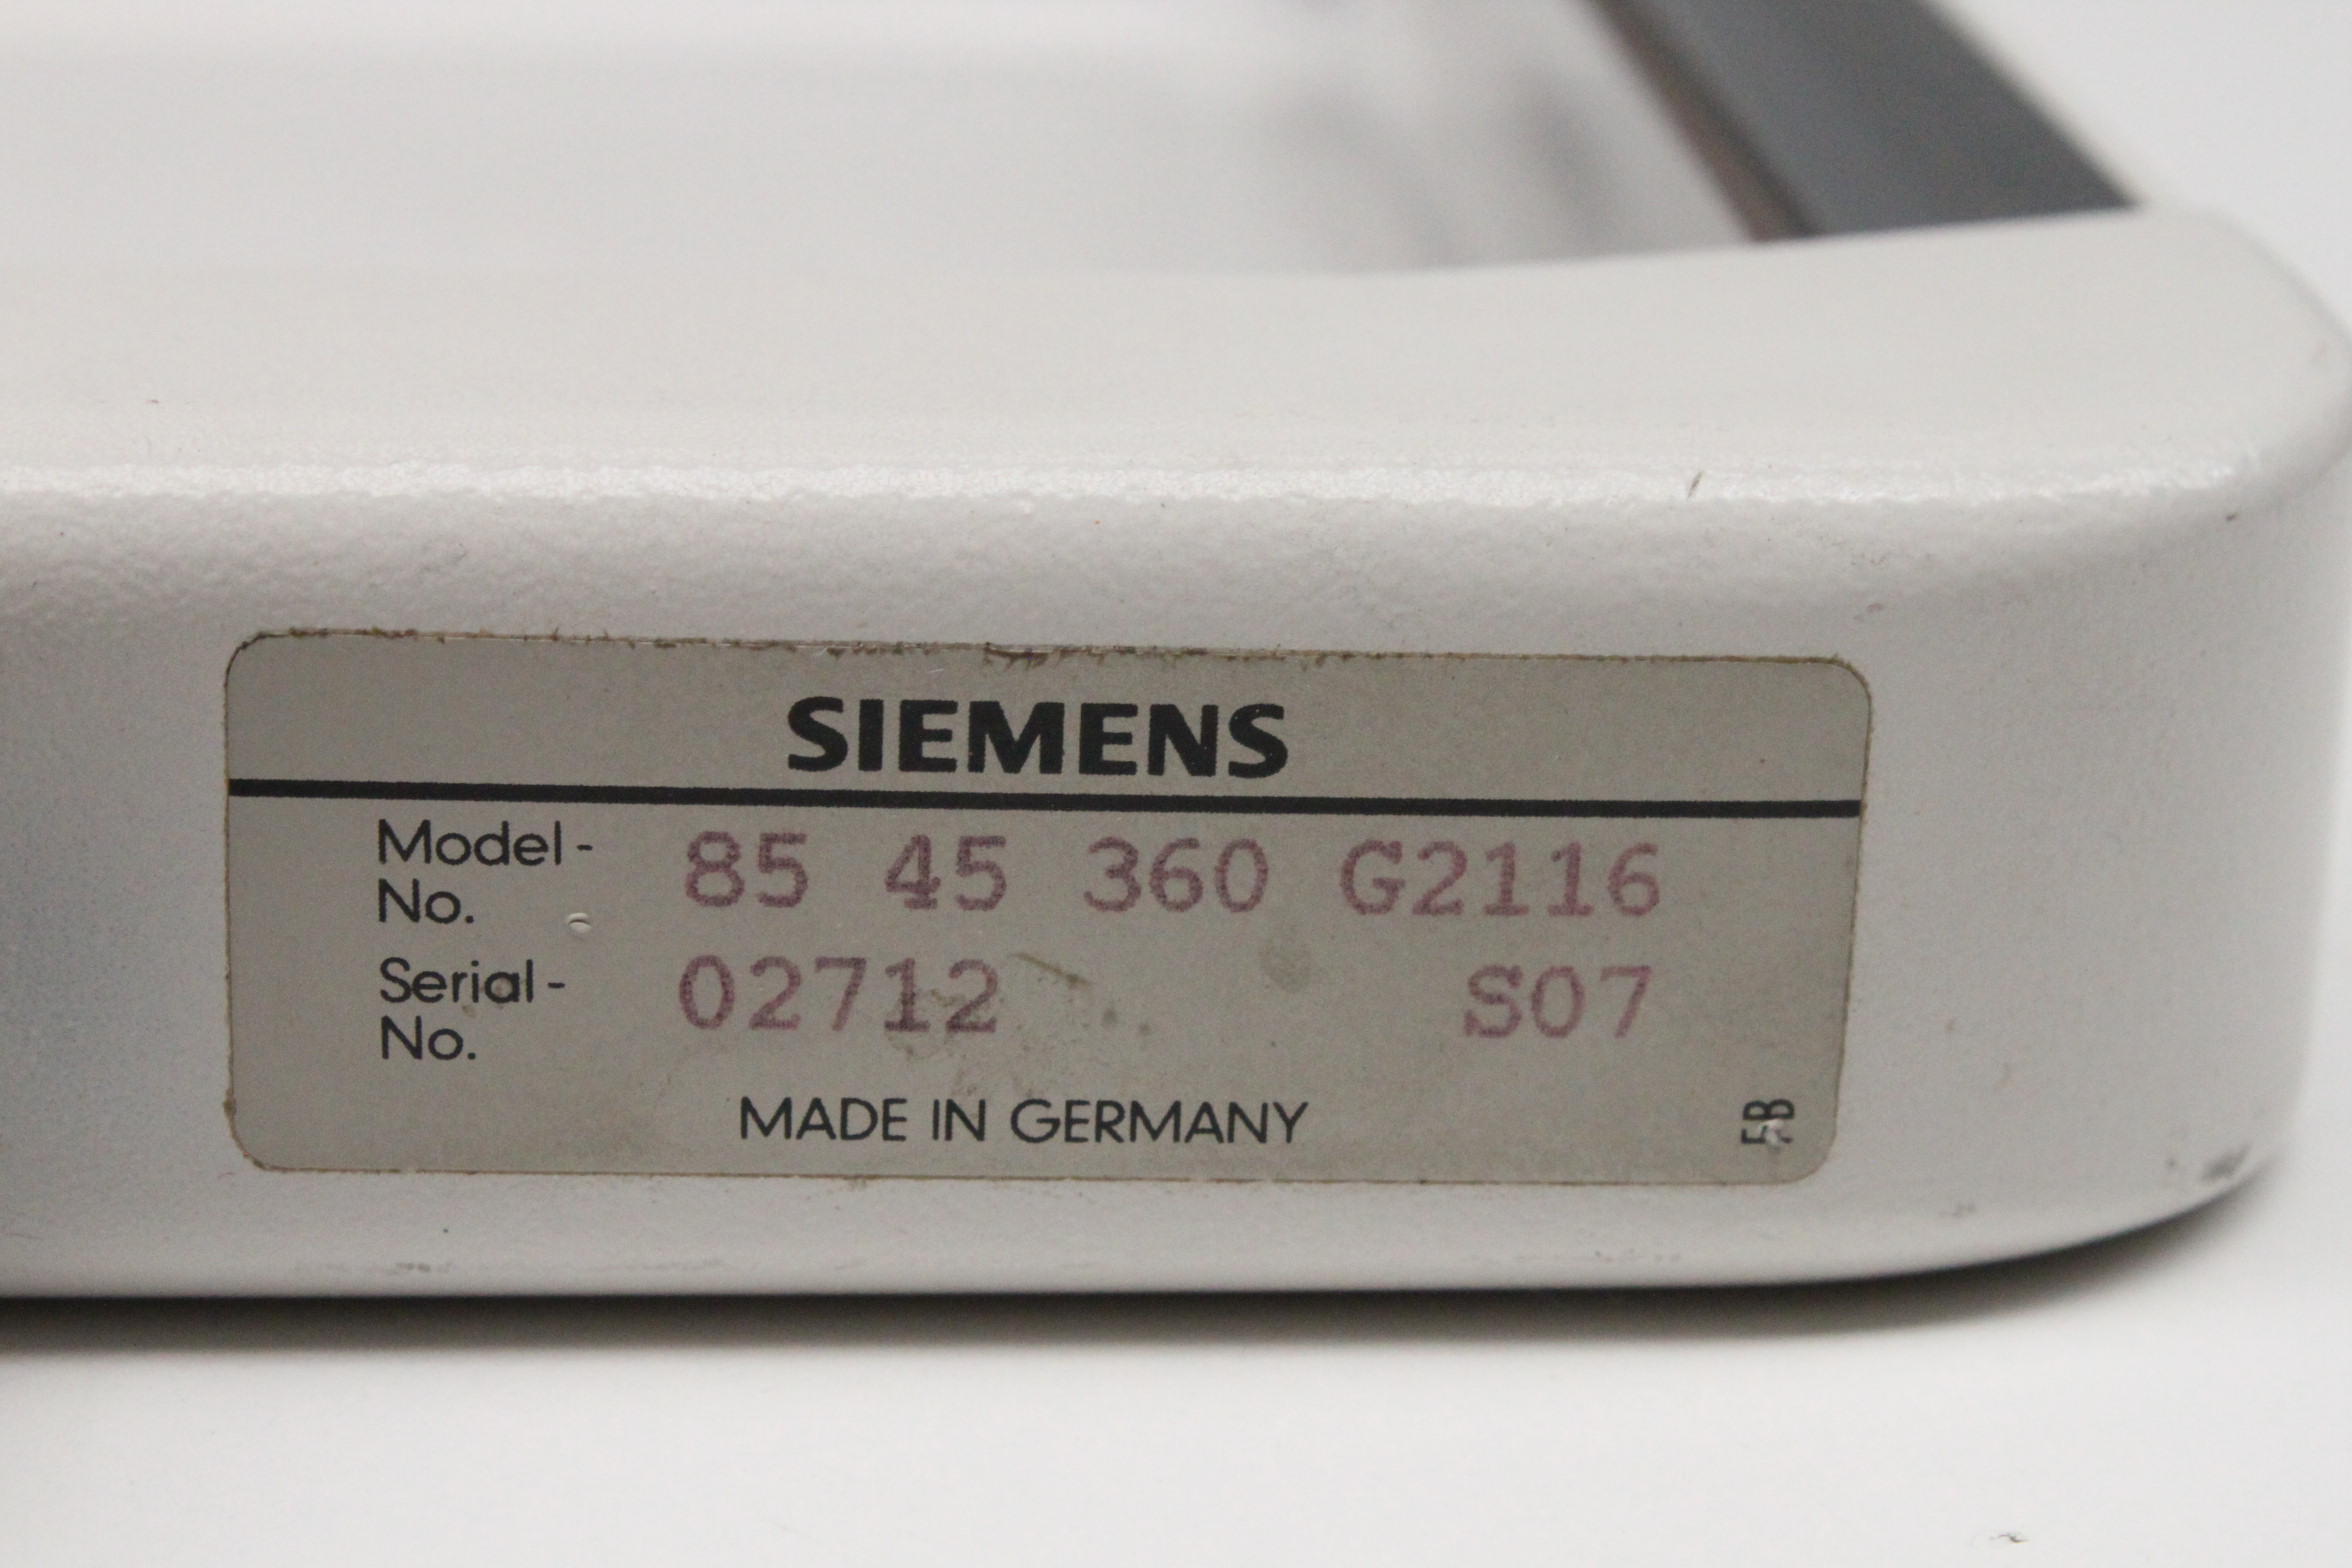 SIEMENS
Model- 85 45 360 G2116
No.
Serial- 02712 S07
No.
MADE IN GERMANY